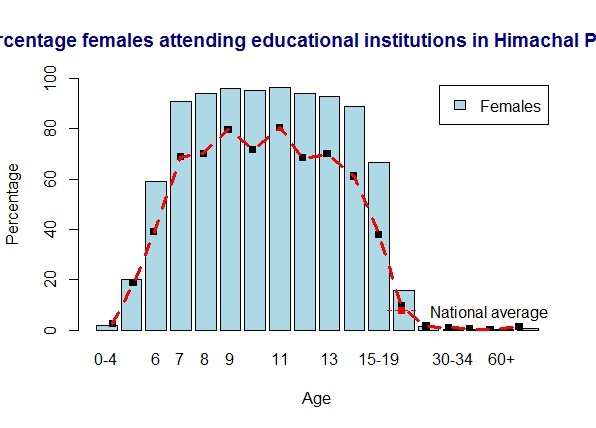 rcentage females attending educational institutions in Himachal P
Females
Percentage
100
80
60
40
20
0
National average
0-4 6 7 8 9 11 13 15-19 30-34 60+
Age